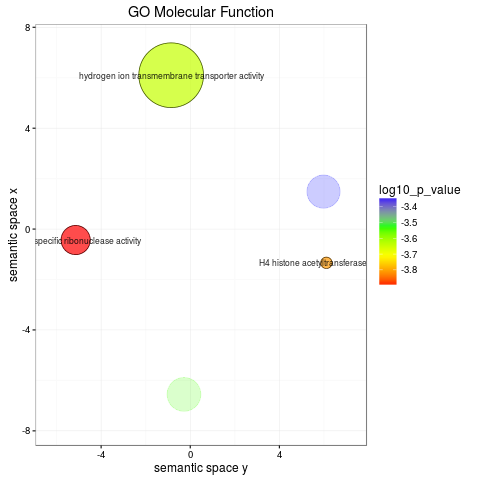 GO Molecular Function
8
hydrogen ion transmembrane transporter activity
4
log10_p_value
-3.4
-3.5
-3.6
-3.7
-3.8
semantic space x
0
specific ribonuclease activity
H4 histone acetyltransferase
-4
-8
-4
0
4
semantic space y